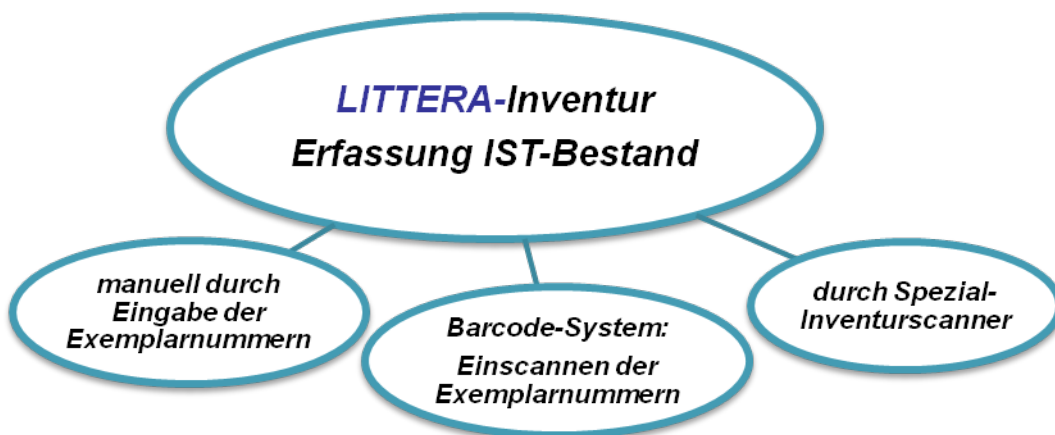 LITTERA-Inventur
Erfassung IST-Bestand
manuell durch
Eingabe der
Exemplarnummern
Barcode-System:
Einscannen der
Exemplarnummern
durch Spezial-
Inventurscanner